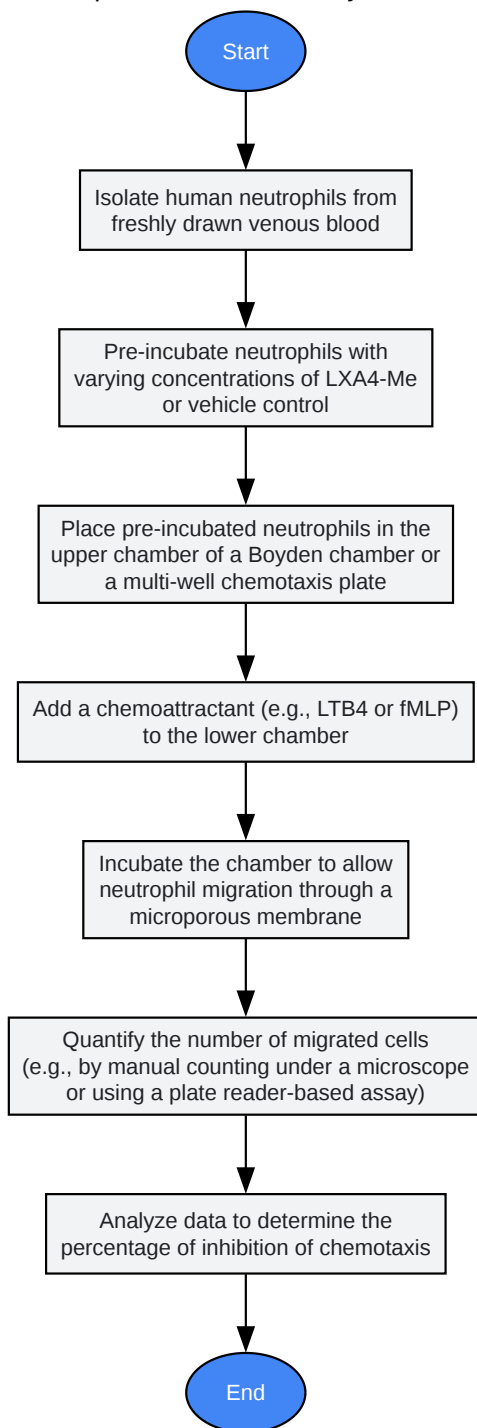 Start
Isolate human neutrophils from
freshly drawn venous blood
Pre-incubate neutrophils with
varying concentrations of LXA4-Me
or vehicle control
Place pre-incubated neutrophils in the
upper chamber of a Boyden chamber or
a multi-well chemotaxis plate
Add a chemoattractant (e.g., LTB4 or fMLP)
to the lower chamber
Incubate the chamber to allow
neutrophil migration through a
microporous membrane
Quantify the number of migrated cells
(e.g., by manual counting under a microscope
or using a plate reader-based assay)
Analyze data to determine the
percentage of inhibition of chemotaxis
End